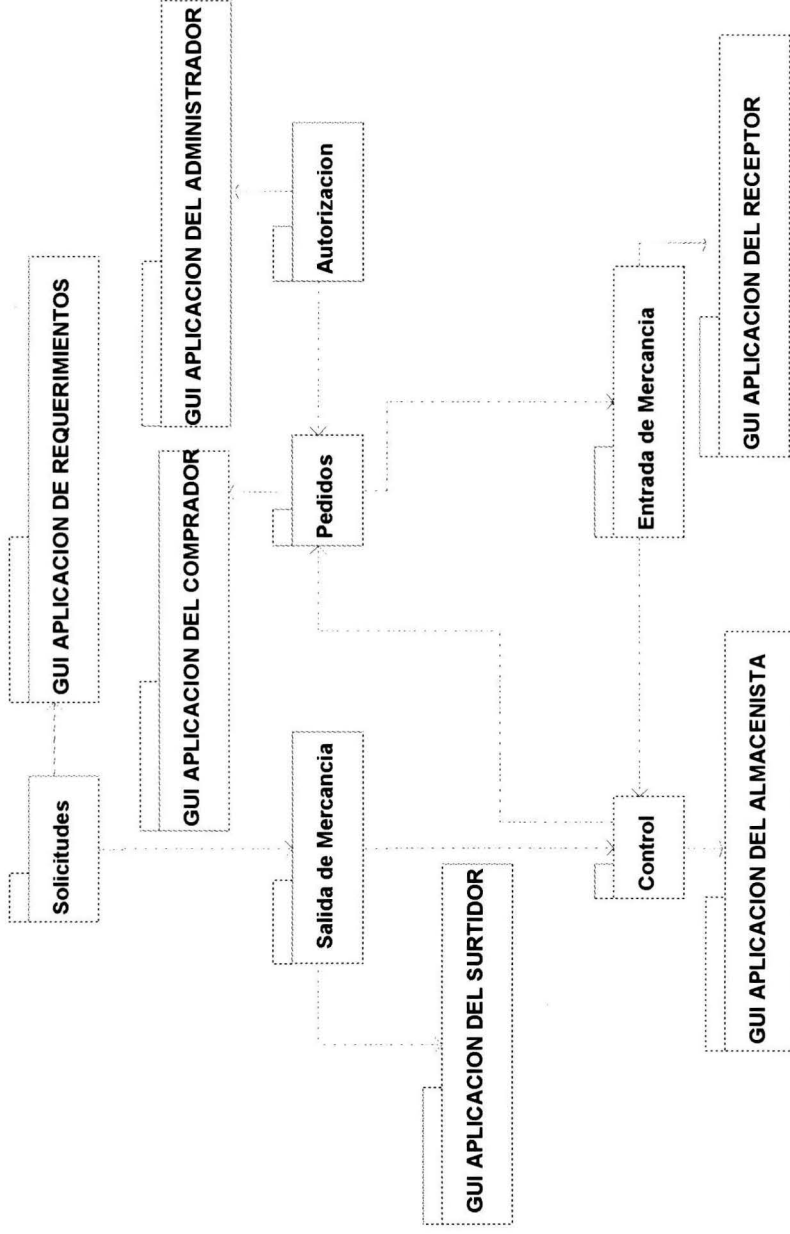 Solicitudes
GUI APLICACION DE REQUERIMIENTOS
GUI APLICACION DEL COMPRADOR
GUI APLICACION DEL ADMINISTRADOR
Salida de Mercancia
Pedidos
Autorizacion
GUI APLICACION DEL SURTIDOR
Control
Entrada de Mercancia
GUI APLICACION DEL ALMACENISTA
GUI APLICACION DEL RECEPTOR